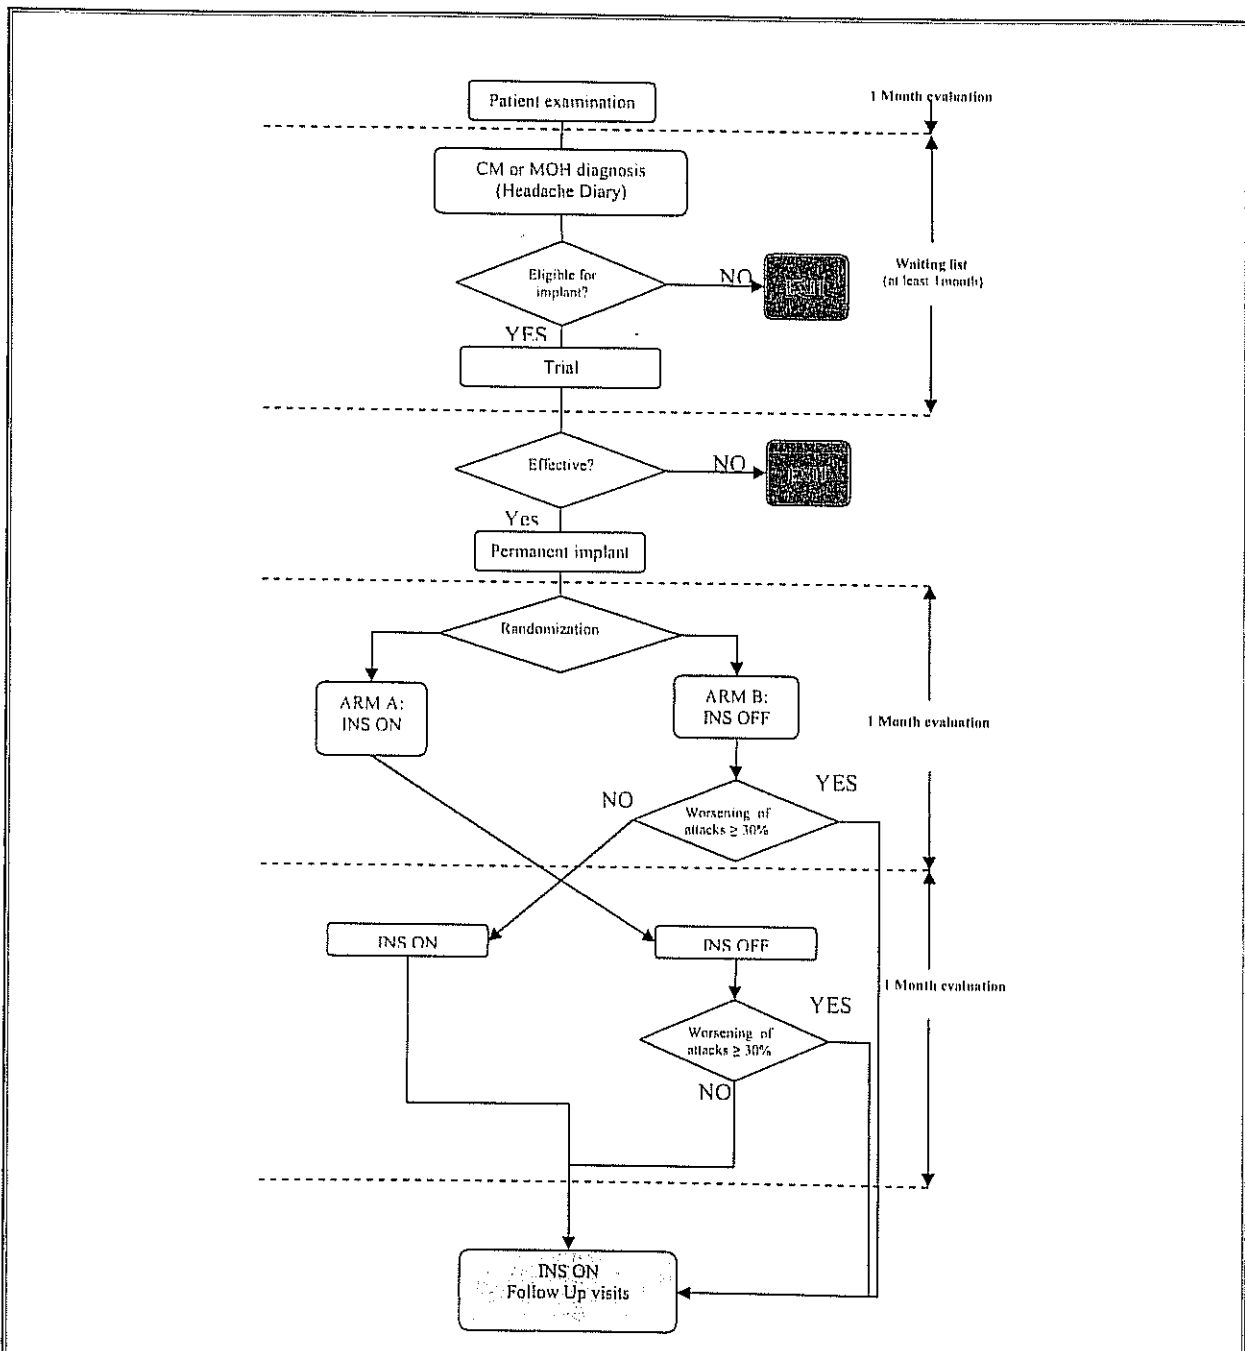 Patient examination
1 Month evaluation
CM or MOH diagnosis
(Headache Diary)
Eligible for
implant?
NO
EXIT
Waiting list
(at least 1month)
YES
Trial
Effective?
NO
EXIT
Yes
Permanent implant
Randomization
ARM A:
INS ON
ARM B:
INS OFF
1 Month evaluation
NO
YES
Worsening of
attacks ≥ 30%
INS ON
INS OFF
1 Month evaluation
YES
Worsening of
attacks ≥ 30%
NO
INS ON
Follow Up visits